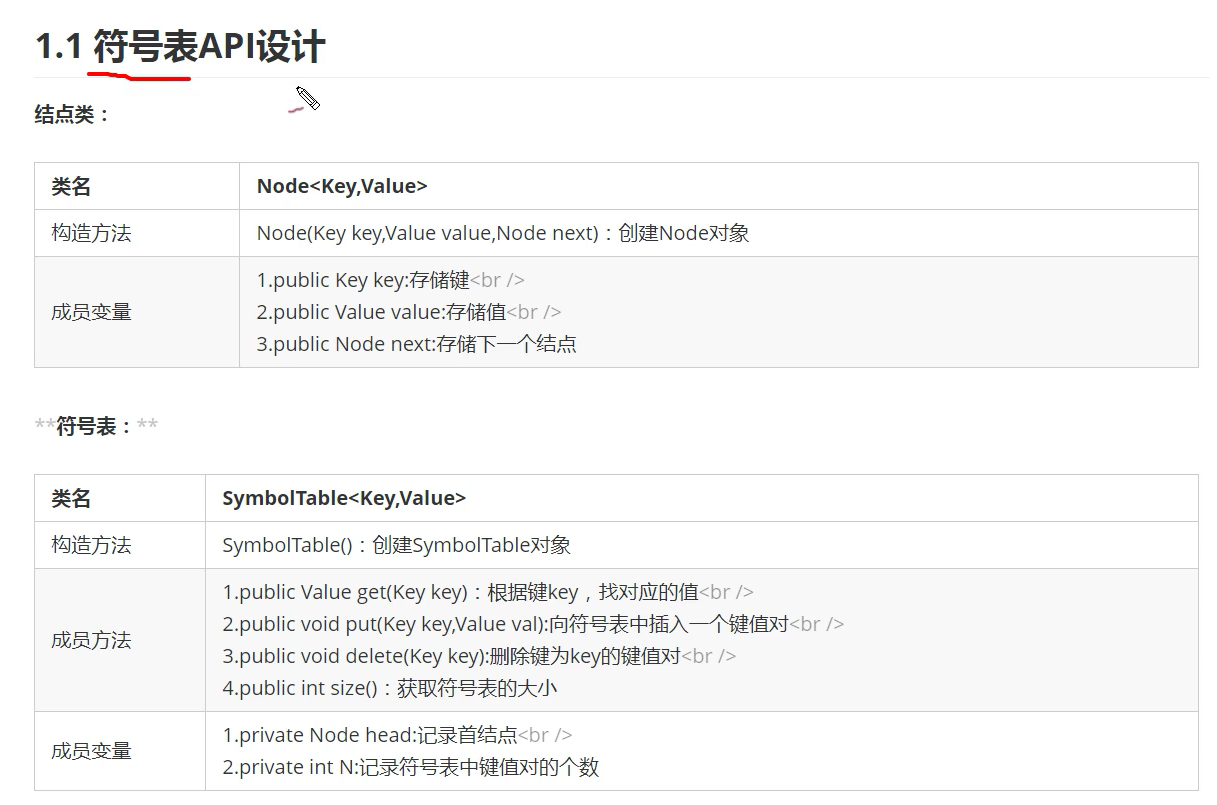 1.1 符号表API设计
结点类：
类名 Node<Key,Value>
构造方法 Node(Key key,Value value,Node next)：创建Node对象
成员变量
1.public Key key:存储键<br />
2.public Value value:存储值<br />
3.public Node next:存储下一个结点
**符号表：**
类名 SymbolTable<Key,Value>
构造方法 SymbolTable()：创建SymbolTable对象
成员方法
1.public Value get(Key key)：根据键key，找对应的值<br />
2.public void put(Key key,Value val):向符号表中插入一个键值对<br />
3.public void delete(Key key):删除键为key的键值对<br />
4.public int size()：获取符号表的大小
成员变量
1.private Node head:记录首结点<br />
2.private int N:记录符号表中键值对的个数